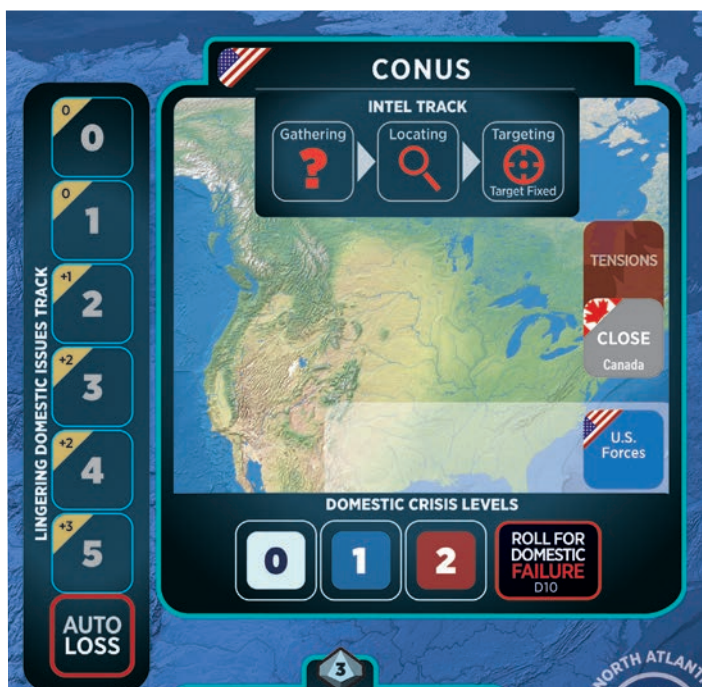 CONUS
INTEL TRACK
Gathering
?
Locating
Targeting
Target Fixed
LINGERING DOMESTIC ISSUES TRACK
0
0
0
1
+1
2
+2
3
+2
4
+3
5
AUTO
LOSS
TENSIONS
CLOSE
Canada
U.S.
Forces
DOMESTIC CRISIS LEVELS
0
1
2
ROLL FOR
DOMESTIC
FAILURE
D10
3
NORTH ATLANT